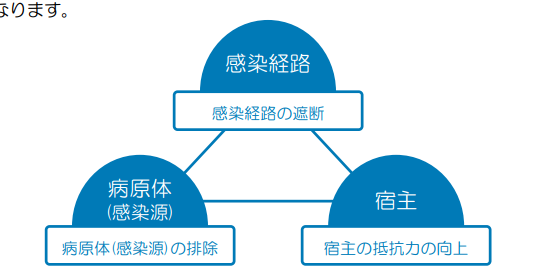 なります。
感染経路
感染経路の遮断
病原体
(感染源)
病原体(感染源)の排除
宿主
宿主の抵抗力の向上